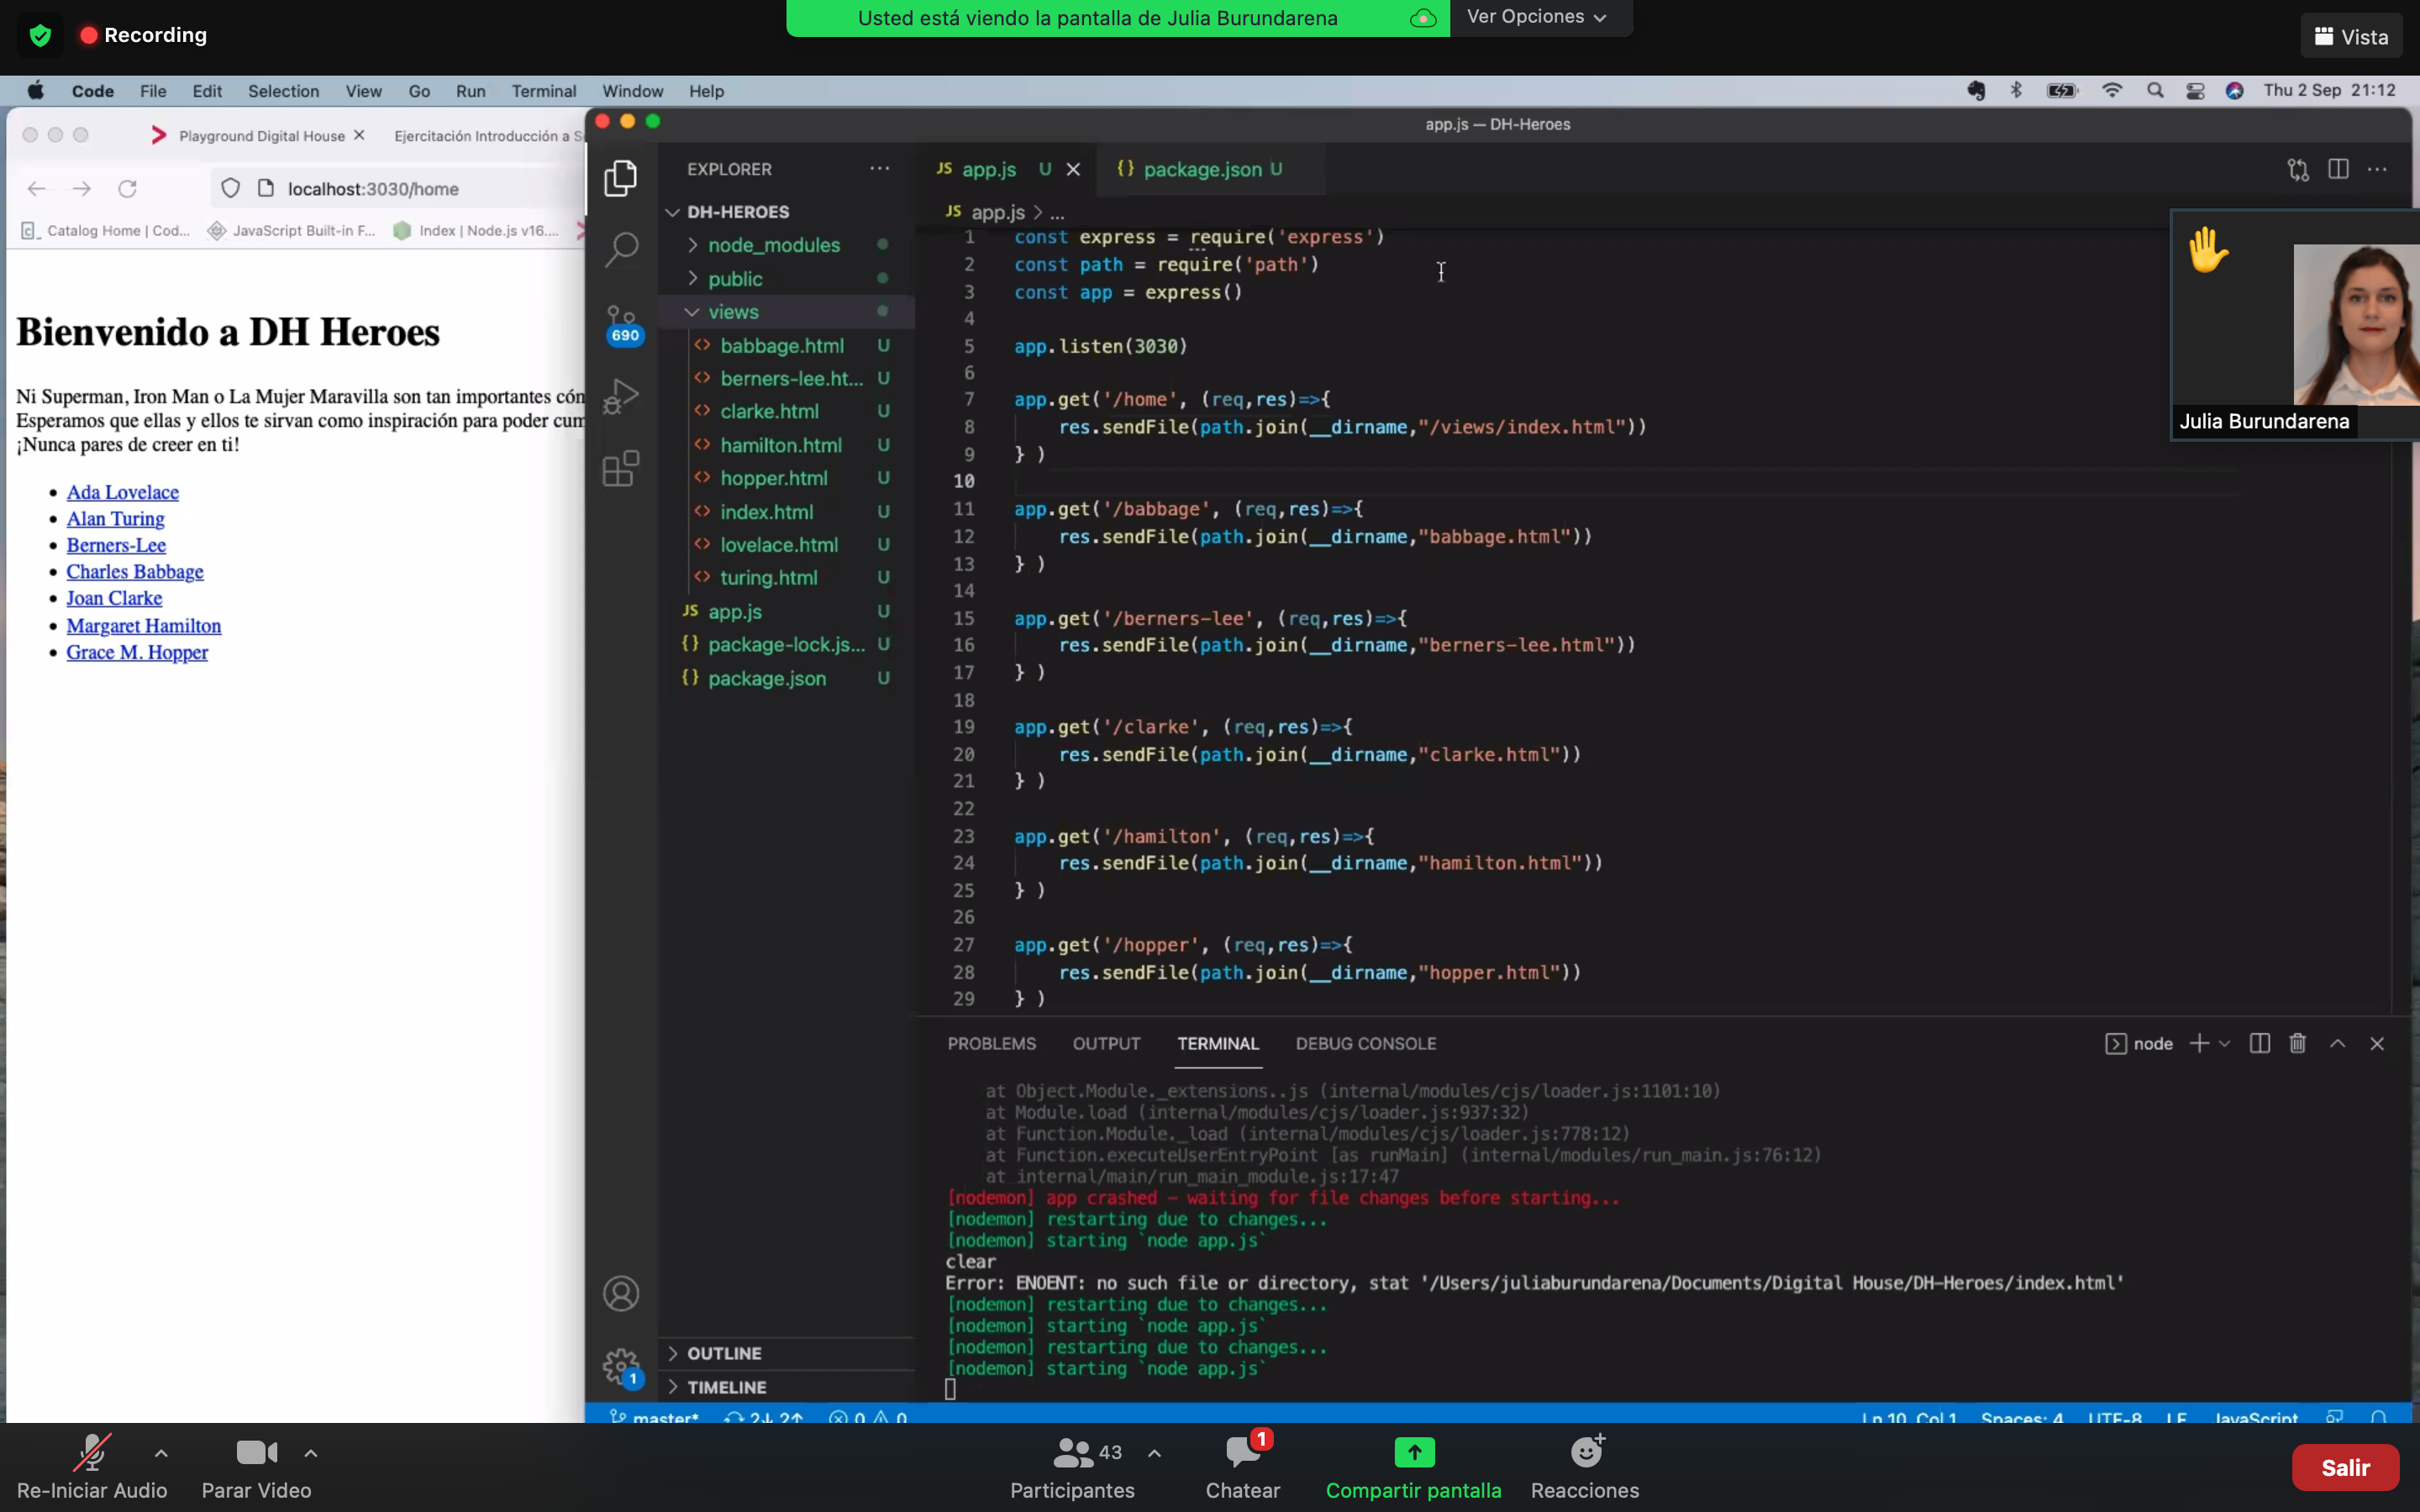 Recording
Usted está viendo la pantalla de Julia Burundarena
Ver Opciones
Vista
Code File Edit Selection View Go Run Terminal Window Help
Thu 2 Sep 21:12
Playground Digital House
Ejercitación Introducción a S
localhost:3030/home
Catalog Home | Cod...
JavaScript Built-in F...
Index | Node.js v16....
Bienvenido a DH Heroes
Ni Superman, Iron Man o La Mujer Maravilla son tan importantes cóm
Esperamos que ellas y ellos te sirvan como inspiración para poder cum
¡Nunca pares de creer en ti!
Ada Lovelace
Alan Turing
Berners-Lee
Charles Babbage
Joan Clarke
Margaret Hamilton
Grace M. Hopper
app.js — DH-Heroes
690
1
EXPLORER
DH-HEROES
node_modules
public
views
babbage.html U
berners-lee.ht... U
clarke.html U
hamilton.html U
hopper.html U
index.html U
lovelace.html U
turing.html U
JS app.js U
{} package-lock.js... U
{} package.json U
OUTLINE
TIMELINE
JS app.js U
{} package.json U
JS app.js > ...
1 const express = require('express')
2 const path = require('path')
3 const app = express()
4
5 app.listen(3030)
6
7 app.get('/home', (req,res)=>{
8 res.sendFile(path.join(__dirname,"/views/index.html"))
9 } )
10
11 app.get('/babbage', (req,res)=>{
12 res.sendFile(path.join(__dirname,"babbage.html"))
13 } )
14
15 app.get('/berners-lee', (req,res)=>{
16 res.sendFile(path.join(__dirname,"berners-lee.html"))
17 } )
18
19 app.get('/clarke', (req,res)=>{
20 res.sendFile(path.join(__dirname,"clarke.html"))
21 } )
22
23 app.get('/hamilton', (req,res)=>{
24 res.sendFile(path.join(__dirname,"hamilton.html"))
25 } )
26
27 app.get('/hopper', (req,res)=>{
28 res.sendFile(path.join(__dirname,"hopper.html"))
29 } )
Julia Burundarena
PROBLEMS OUTPUT TERMINAL DEBUG CONSOLE
node
at Object.Module._extensions..js (internal/modules/cjs/loader.js:1101:10)
at Module.load (internal/modules/cjs/loader.js:937:32)
at Function.Module._load (internal/modules/cjs/loader.js:778:12)
at Function.executeUserEntryPoint [as runMain] (internal/modules/run_main.js:76:12)
at internal/main/run_main_module.js:17:47
[nodemon] app crashed - waiting for file changes before starting...
[nodemon] restarting due to changes...
[nodemon] starting `node app.js`
clear
Error: ENOENT: no such file or directory, stat '/Users/juliaburundarena/Documents/Digital House/DH-Heroes/index.html'
[nodemon] restarting due to changes...
[nodemon] starting `node app.js`
[nodemon] restarting due to changes...
[nodemon] starting `node app.js`
master* 2↓ 2↑ 0 0
Ln 10, Col 1 Spaces: 4 UTF-8 LF JavaScript
Re-Iniciar Audio
Parar Video
43
Participantes
1
Chatear
Compartir pantalla
Reacciones
Salir